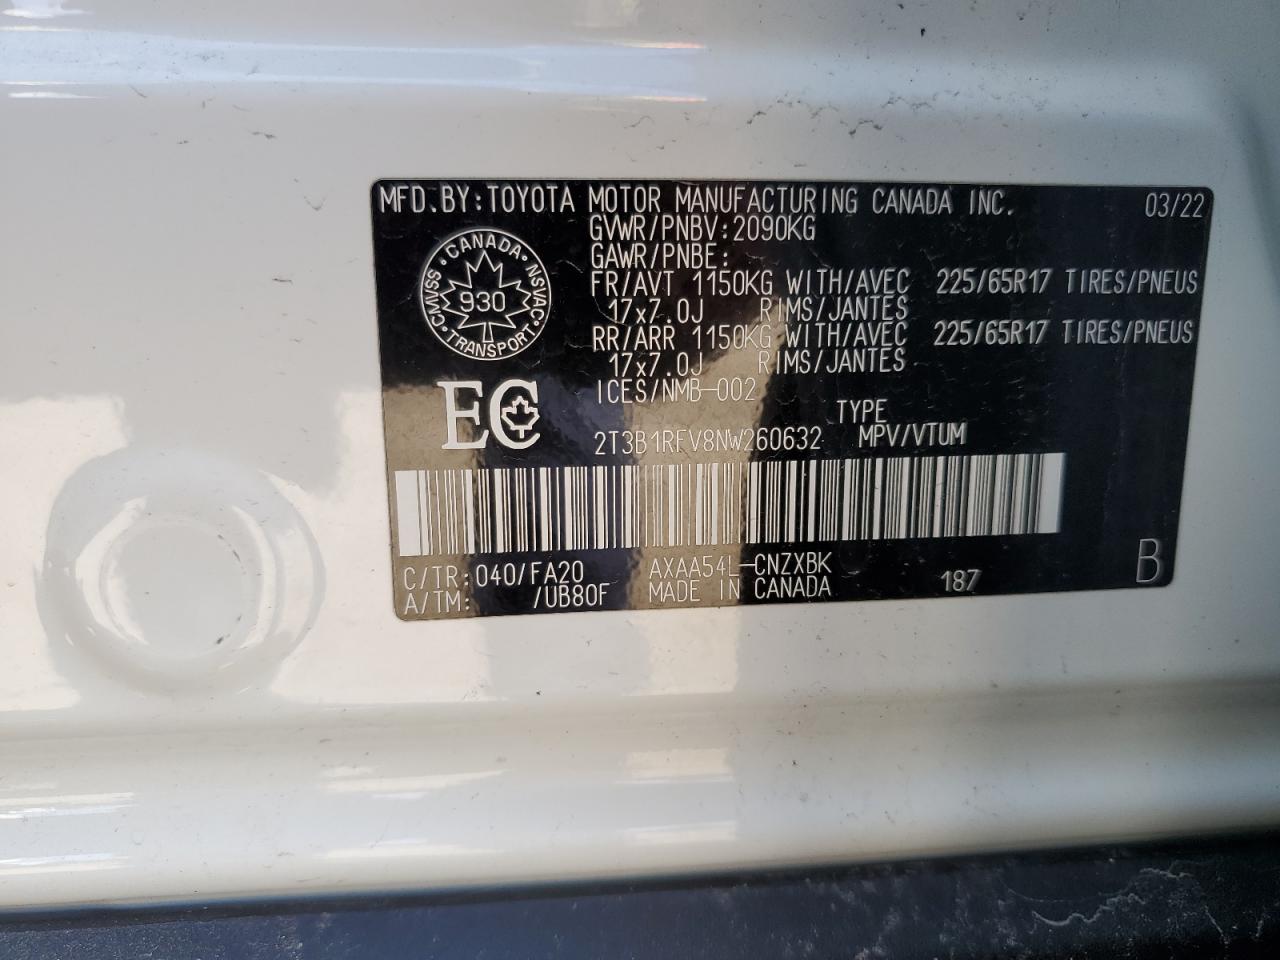 MFD.BY:TOYOTA MOTOR MANUFACTURING CANADA INC. 03/22
GVWR/PNBV:2090KG
GAWR/PNBE:
FR/AVT 1150KG WITH/AVEC 225/65R17 TIRES/PNEUS
17x7.0J RIMS/JANTES
RR/ARR 1150KG WITH/AVEC 225/65R17 TIRES/PNEUS
17x7.0J RIMS/JANTES
ICES/NMB-002
CANADA
CMVSS NSVAC
930
TRANSPORT
EC
TYPE
2T3B1RFV8NW260632 MPV/VTUM
C/TR:040/FA20 AXAA54L-CNZXBK
A/TM: /UB80F MADE IN CANADA 187 B